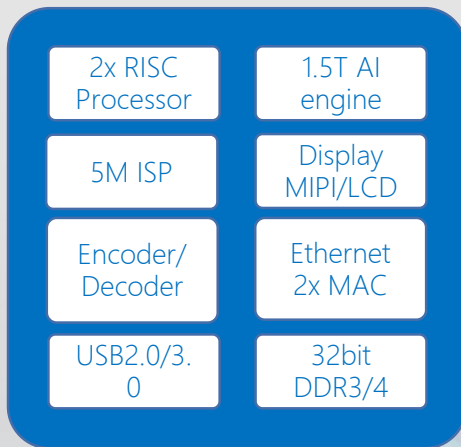 2x RISC
Processor
1.5T AI
engine
5M ISP
Display
MIPI/LCD
Encoder/
Decoder
Ethernet
2x MAC
USB2.0/3.
0
32bit
DDR3/4